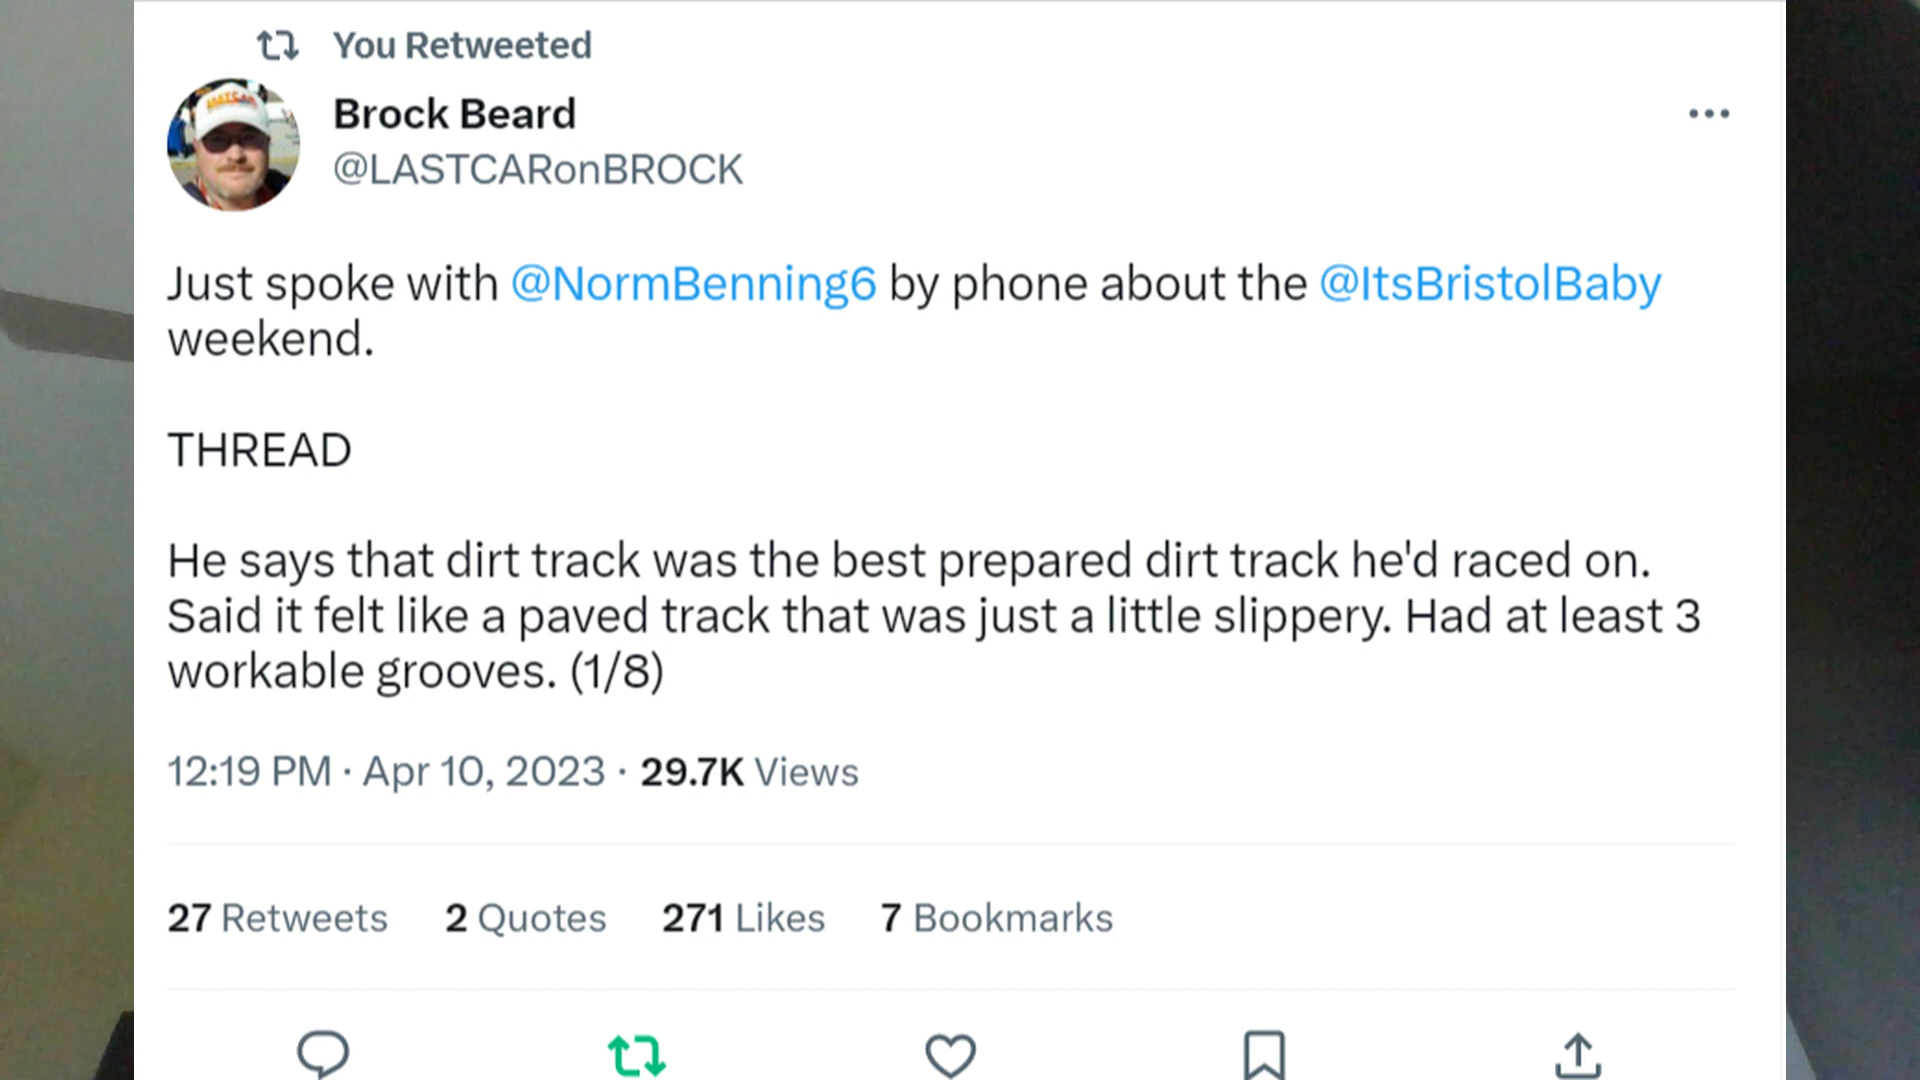 You Retweeted
Brock Beard
@LASTCARonBROCK
Just spoke with @NormBenning6 by phone about the @ItsBristolBaby
weekend.
THREAD
He says that dirt track was the best prepared dirt track he'd raced on.
Said it felt like a paved track that was just a little slippery. Had at least 3
workable grooves. (1/8)
12:19 PM · Apr 10, 2023 · 29.7K Views
27 Retweets 2 Quotes 271 Likes 7 Bookmarks